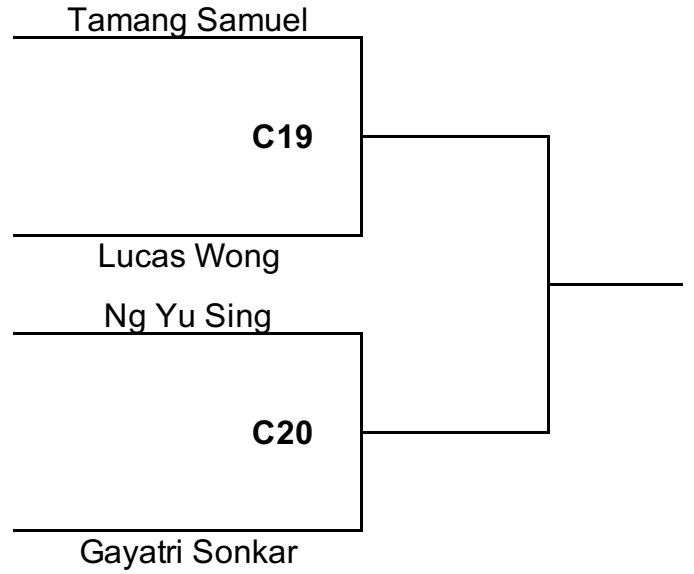 Tamang Samuel
C19
Lucas Wong
Ng Yu Sing
C20
Gayatri Sonkar